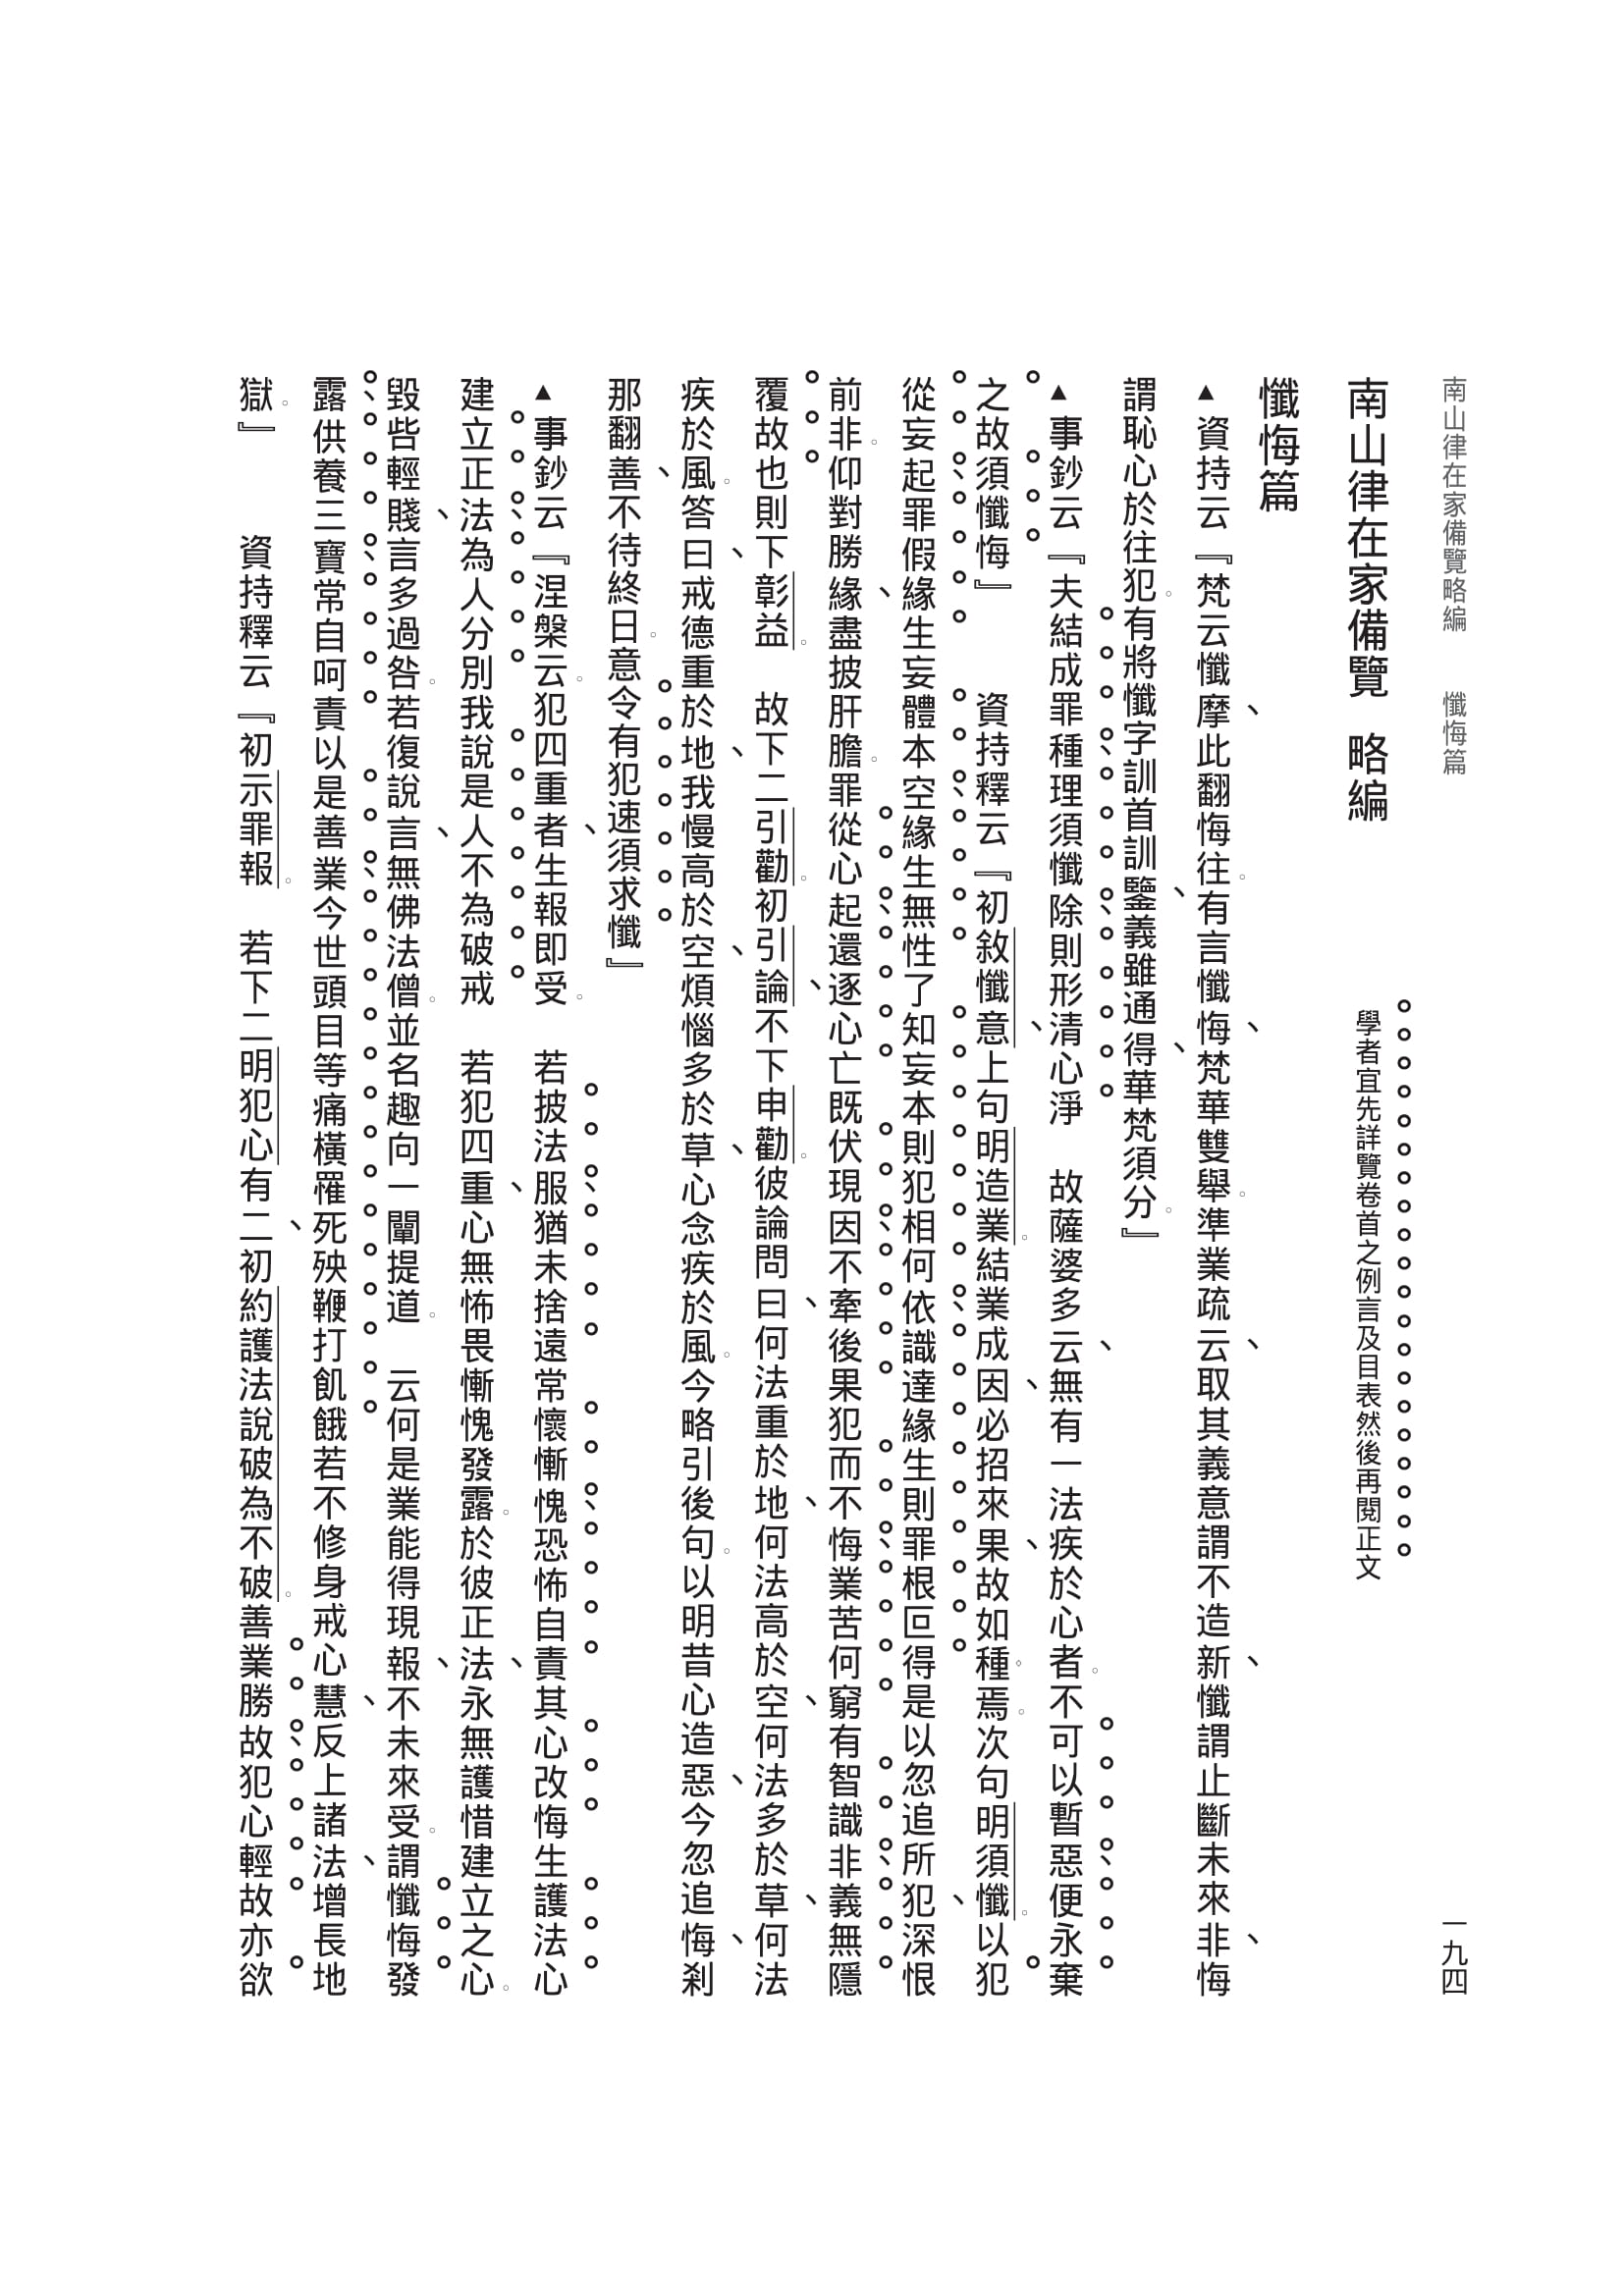 南山律在家備覽略編　懺悔篇
一九四
南山律在家備覽　略編
學者宜先詳覽卷首之例言及目表然後再閱正文
懺悔篇
▲資持云『梵云懺摩、此翻悔往。有言懺悔、梵華雙舉。準業疏云、取其義意謂不造新、懺謂止斷未來非、悔
謂恥心於往犯。有將懺字訓首訓鑒、義雖通得、華梵須分。』
▲事鈔云『夫結成罪種理須懺除則形清心淨　故薩婆多云、無有一法疾於心者。不可以暫惡便永棄
之故須懺悔』　　資持釋云『初敘懺意、上句明造業。結業成因、必招來果、故如種焉。次句明須懺。以犯
從妄起罪假緣生妄體本空緣生無性了知妄本則犯相何依識達緣生則罪根叵得是以忽追所犯、深恨
前非。仰對勝緣、盡披肝膽。罪從心起還逐心亡既伏現因不牽後果犯而不悔業苦何窮有智識非義無隱
覆故也則下彰益。　故下二引勸。初引論、不下申勸。彼論問曰、何法重於地、何法高於空、何法多於草、何法
疾於風。答曰、戒德重於地、我慢高於空、煩惱多於草、心念疾於風。今略引後句。以明昔心造惡、今忽追悔、剎
那翻善、不待終日。意令有犯速須求懺』
▲事鈔云『涅槃云。犯四重者、生報即受。　若披法服猶未捨遠常懷慚愧恐怖自責其心改悔生護法心
建立正法為人分別我說是人不為破戒　若犯四重、心無怖畏慚愧發露。於彼正法、永無護惜建立之心。
毀呰輕賤、言多過咎。若復說言、無佛法僧。並名趣向一闡提道。　云何是業能得現報、不未來受。謂懺悔發
露供養三寶常自呵責以是善業今世頭目等痛橫罹死殃鞭打飢餓若不修身戒心慧、反上諸法、增長地
獄。』　　資持釋云『初示罪報。　若下二明犯心有二、初約護法說破為不破。善業勝故犯心輕故亦欲